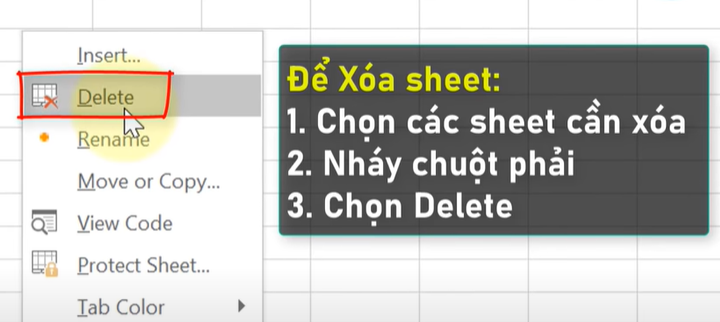 Insert...
Delete
Rename
Move or Copy...
View Code
Protect Sheet...
Tab Color
Để Xóa sheet:
1. Chọn các sheet cần xóa
2. Nháy chuột phải
3. Chọn Delete